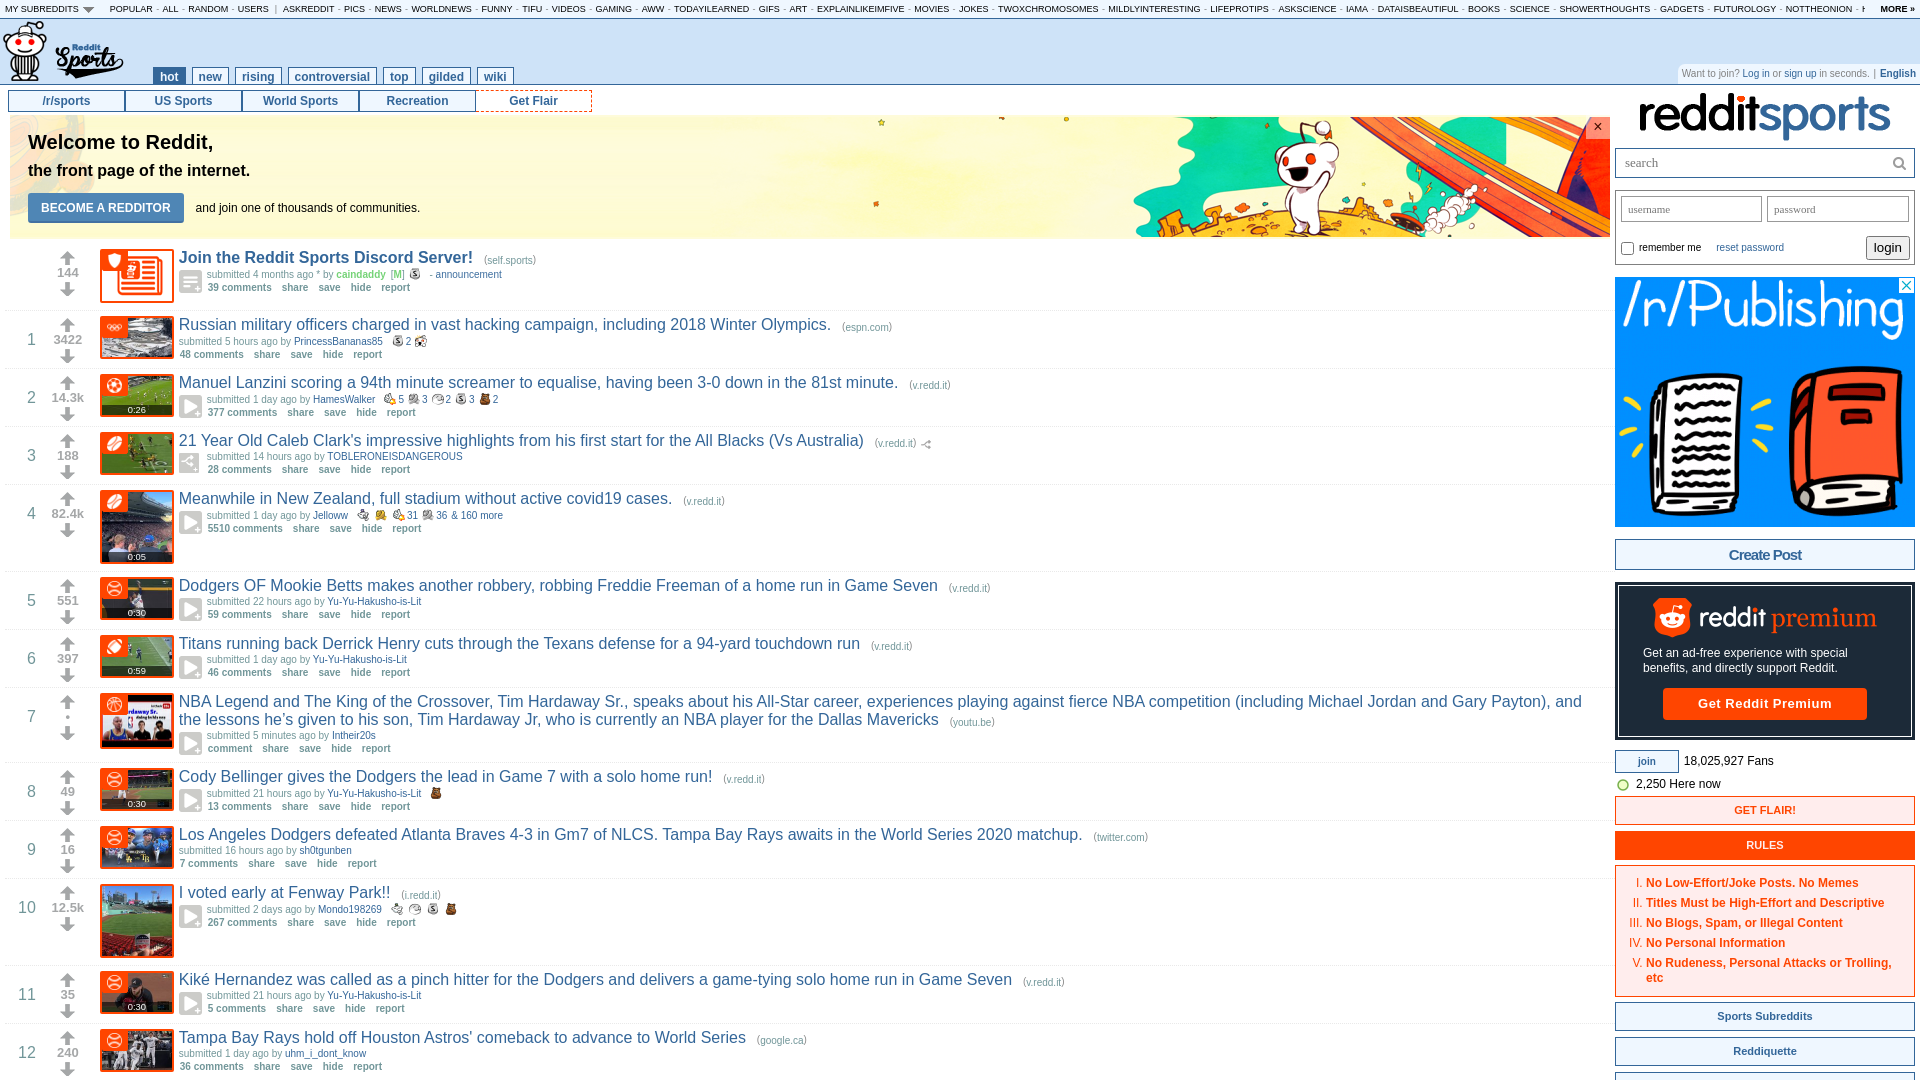 MY SUBREDDITS POPULAR - ALL - RANDOM - USERS | ASKREDDIT - PICS - NEWS - WORLDNEWS - FUNNY - TIFU - VIDEOS - GAMING - AWW - TODAYILEARNED - GIFS - ART - EXPLAINLIKEIMFIVE - MOVIES - JOKES - TWOXCHROMOSOMES - MILDLYINTERESTING - LIFEPROTIPS - ASKSCIENCE - IAMA - DATAISBEAUTIFUL - BOOKS - SCIENCE - SHOWERTHOUGHTS - GADGETS - FUTUROLOGY - NOTTHEONION - MORE »
Reddit
Sports
hot new rising controversial top gilded wiki
Want to join? Log in or sign up in seconds. | English
/r/sports US Sports World Sports Recreation Get Flair
Welcome to Reddit,
the front page of the internet.
BECOME A REDDITOR and join one of thousands of communities.
144
Join the Reddit Sports Discord Server! (self.sports)
submitted 4 months ago * by caindaddy [M] - announcement
39 comments share save hide report
1
3422
Russian military officers charged in vast hacking campaign, including 2018 Winter Olympics. (espn.com)
submitted 5 hours ago by PrincessBananas85 2
48 comments share save hide report
2
14.3k
0:26
Manuel Lanzini scoring a 94th minute screamer to equalise, having been 3-0 down in the 81st minute. (v.redd.it)
submitted 1 day ago by HamesWalker 5 3 2 3 2
377 comments share save hide report
3
188
21 Year Old Caleb Clark's impressive highlights from his first start for the All Blacks (Vs Australia) (v.redd.it)
submitted 14 hours ago by TOBLERONEISDANGEROUS
28 comments share save hide report
4
82.4k
0:05
Meanwhile in New Zealand, full stadium without active covid19 cases. (v.redd.it)
submitted 1 day ago by Jelloww 31 36 & 160 more
5510 comments share save hide report
5
551
0:30
Dodgers OF Mookie Betts makes another robbery, robbing Freddie Freeman of a home run in Game Seven (v.redd.it)
submitted 22 hours ago by Yu-Yu-Hakusho-is-Lit
59 comments share save hide report
6
397
0:59
Titans running back Derrick Henry cuts through the Texans defense for a 94-yard touchdown run (v.redd.it)
submitted 1 day ago by Yu-Yu-Hakusho-is-Lit
46 comments share save hide report
7
•
NBA Legend and The King of the Crossover, Tim Hardaway Sr., speaks about his All-Star career, experiences playing against fierce NBA competition (including Michael Jordan and Gary Payton), and
the lessons he's given to his son, Tim Hardaway Jr, who is currently an NBA player for the Dallas Mavericks (youtu.be)
submitted 5 minutes ago by Intheir20s
comment share save hide report
8
49
0:30
Cody Bellinger gives the Dodgers the lead in Game 7 with a solo home run! (v.redd.it)
submitted 21 hours ago by Yu-Yu-Hakusho-is-Lit
13 comments share save hide report
9
16
Los Angeles Dodgers defeated Atlanta Braves 4-3 in Gm7 of NLCS. Tampa Bay Rays awaits in the World Series 2020 matchup. (twitter.com)
submitted 16 hours ago by sh0tgunben
7 comments share save hide report
10
12.5k
I voted early at Fenway Park!! (i.redd.it)
submitted 2 days ago by Mondo198269
267 comments share save hide report
11
35
0:30
Kiké Hernandez was called as a pinch hitter for the Dodgers and delivers a game-tying solo home run in Game Seven (v.redd.it)
submitted 21 hours ago by Yu-Yu-Hakusho-is-Lit
5 comments share save hide report
12
240
Tampa Bay Rays hold off Houston Astros' comeback to advance to World Series (google.ca)
submitted 1 day ago by uhm_i_dont_know
36 comments share save hide report
redditsports
search
username password
remember me reset password login
/r/Publishing
Create Post
reddit premium
Get an ad-free experience with special
benefits, and directly support Reddit.
Get Reddit Premium
join 18,025,927 Fans
2,250 Here now
GET FLAIR!
RULES
I. No Low-Effort/Joke Posts. No Memes
II. Titles Must be High-Effort and Descriptive
III. No Blogs, Spam, or Illegal Content
IV. No Personal Information
V. No Rudeness, Personal Attacks or Trolling,
etc
Sports Subreddits
Reddiquette